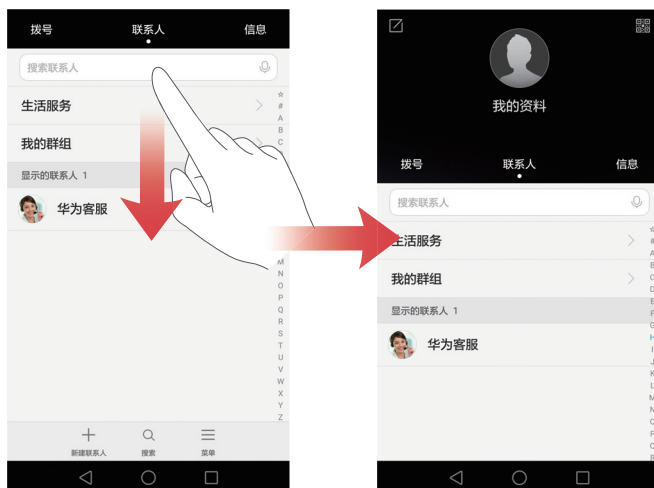 拨号 联系人 信息
搜索联系人
生活服务
☆
#
A
我的群组
B
C
显示的联系人 1
华为客服
M
N
O
P
Q
R
S
T
U
V
W
X
Y
Z
新建联系人 搜索 菜单
我的资料
拨号 联系人 信息
搜索联系人
生活服务
☆
#
A
B
我的群组
C
D
显示的联系人 1
E
F
G
华为客服
H
I
J
K
L
M
N
O
P
Q
R